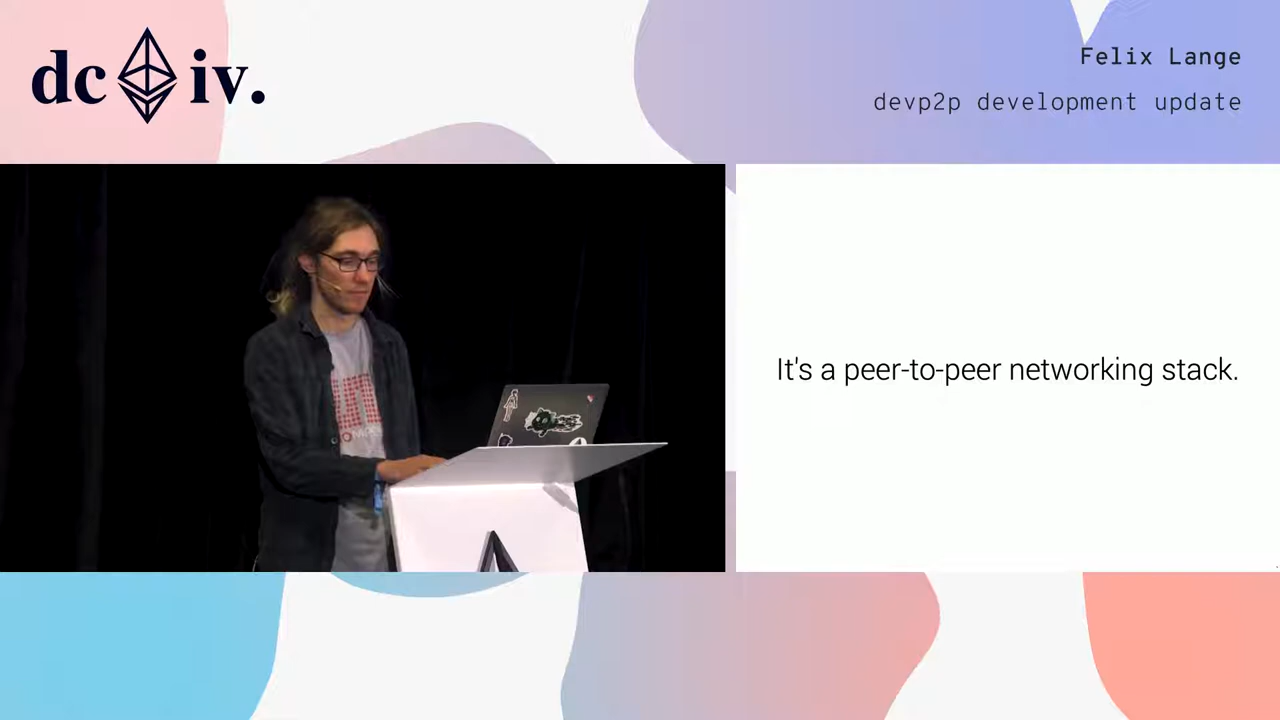 dc iv.
Felix Lange
devp2p development update
It's a peer-to-peer networking stack.